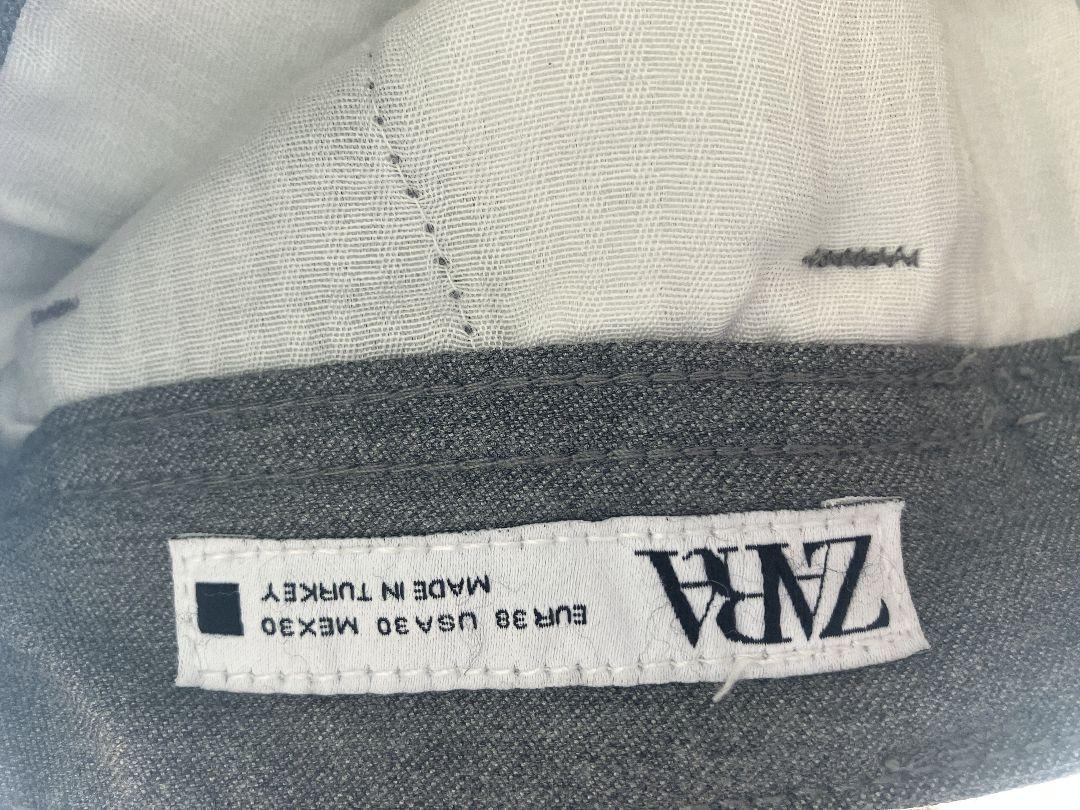 ZARA
EUR 38 USA 30 MEX 30
MADE IN TURKEY